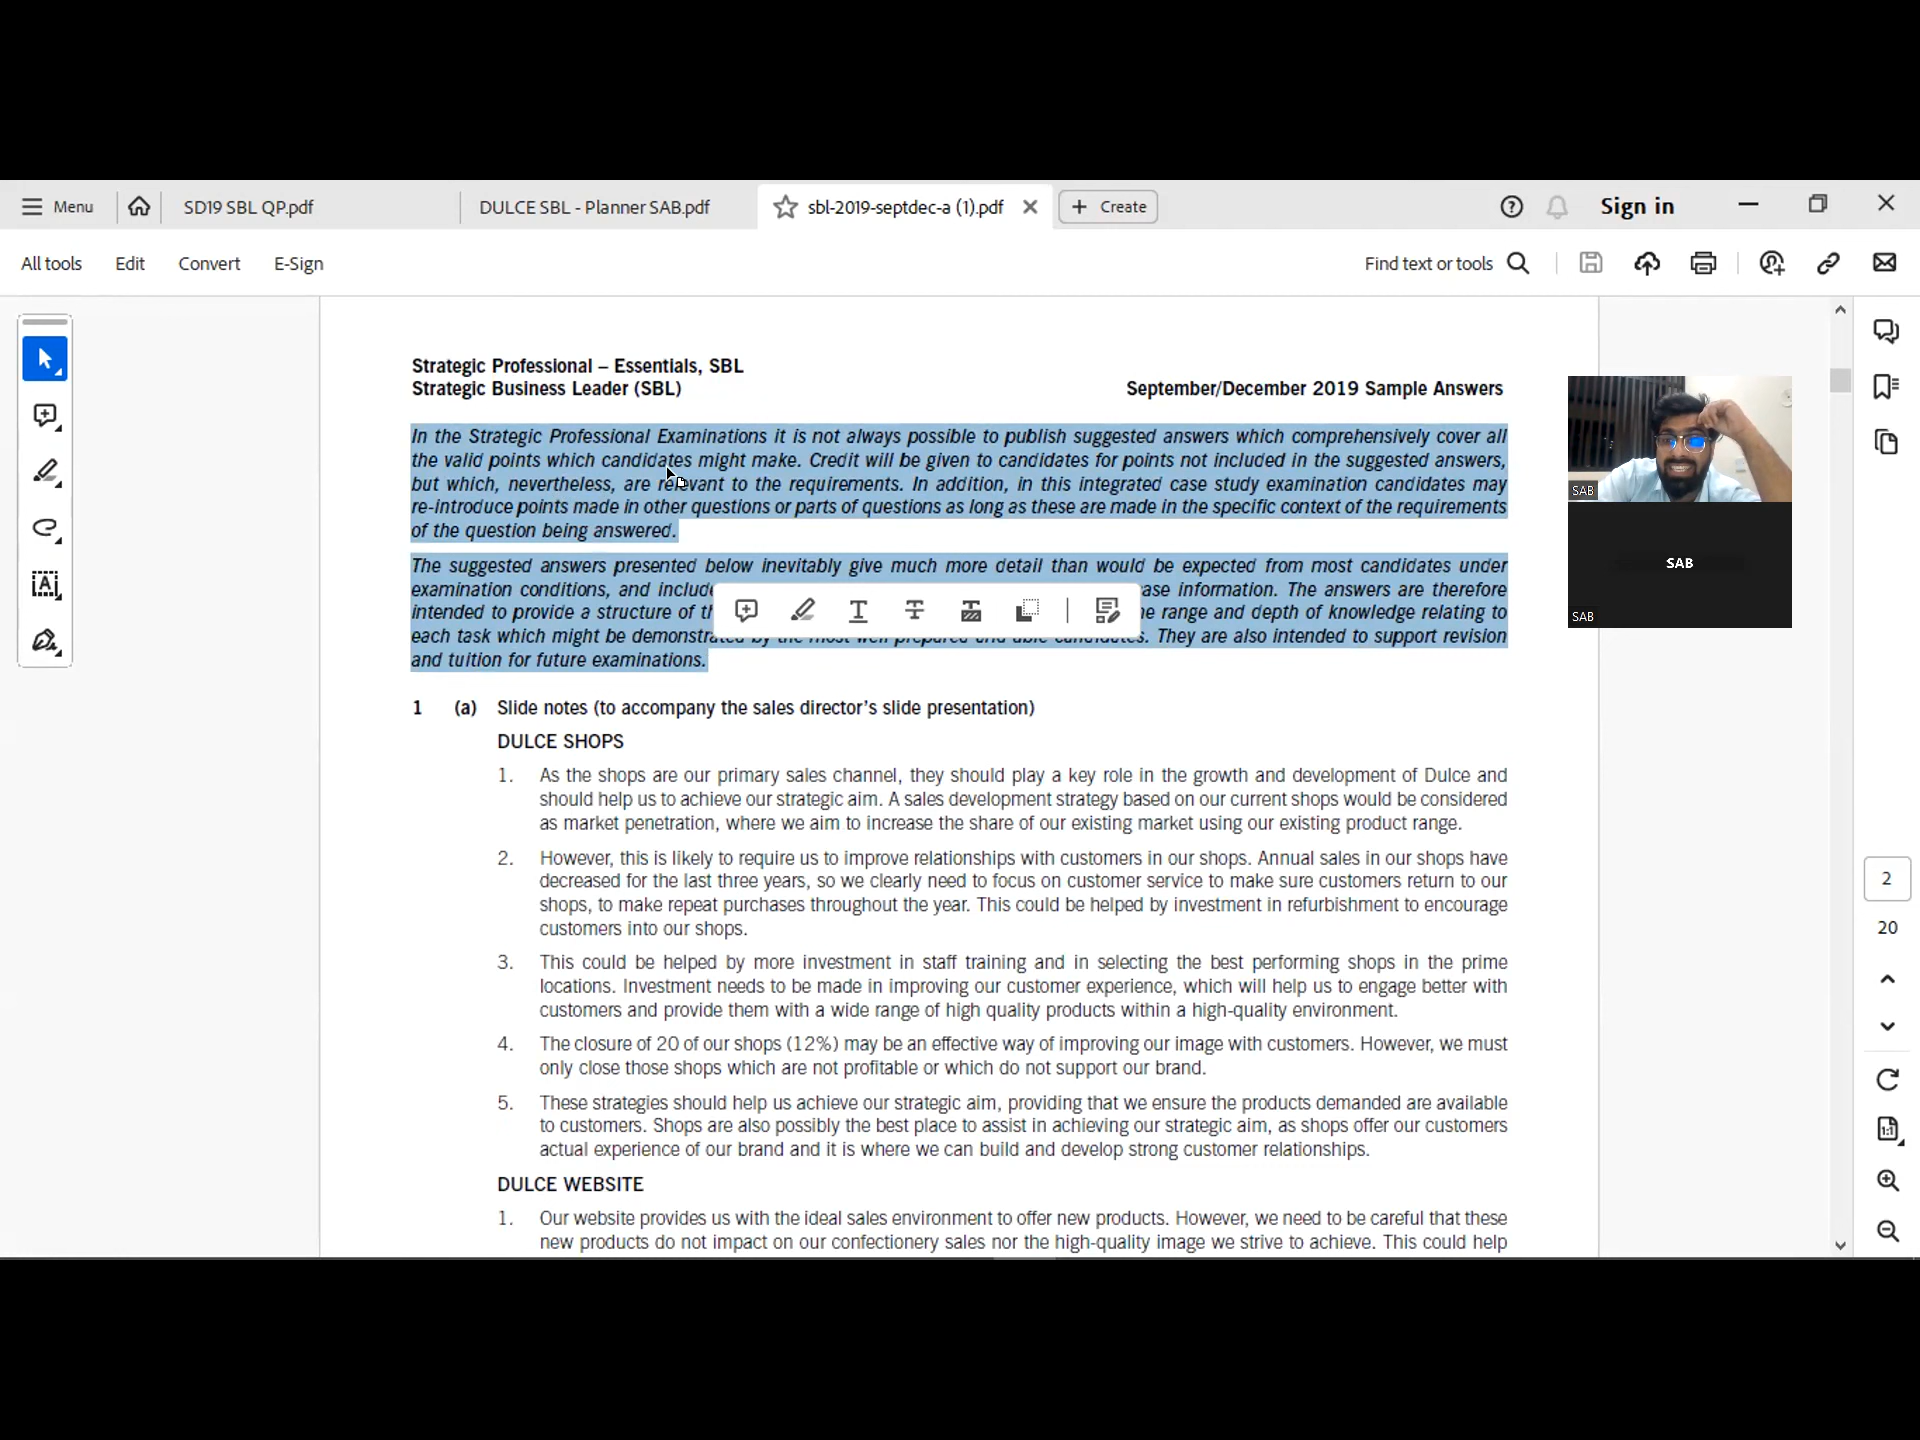 Menu
SD19 SBL QP.pdf
DULCE SBL - Planner SAB.pdf
sbl-2019-septdec-a (1).pdf
Create
Sign in
All tools
Edit
Convert
E-Sign
Find text or tools
Strategic Professional – Essentials, SBL
Strategic Business Leader (SBL)
September/December 2019 Sample Answers
In the Strategic Professional Examinations it is not always possible to publish suggested answers which comprehensively cover all
the valid points which candidates might make. Credit will be given to candidates for points not included in the suggested answers,
but which, nevertheless, are relevant to the requirements. In addition, in this integrated case study examination candidates may
re-introduce points made in other questions or parts of questions as long as these are made in the specific context of the requirements
of the question being answered.
The suggested answers presented below inevitably give much more detail than would be expected from most candidates under
examination conditions, and include case information. The answers are therefore
intended to provide a structure of range and depth of knowledge relating to
each task which might be demonstrated by the most well prepared and able candidates. They are also intended to support revision
and tuition for future examinations.
1 (a) Slide notes (to accompany the sales director's slide presentation)
DULCE SHOPS
1. As the shops are our primary sales channel, they should play a key role in the growth and development of Dulce and
should help us to achieve our strategic aim. A sales development strategy based on our current shops would be considered
as market penetration, where we aim to increase the share of our existing market using our existing product range.
2. However, this is likely to require us to improve relationships with customers in our shops. Annual sales in our shops have
decreased for the last three years, so we clearly need to focus on customer service to make sure customers return to our
shops, to make repeat purchases throughout the year. This could be helped by investment in refurbishment to encourage
customers into our shops.
3. This could be helped by more investment in staff training and in selecting the best performing shops in the prime
locations. Investment needs to be made in improving our customer experience, which will help us to engage better with
customers and provide them with a wide range of high quality products within a high-quality environment.
4. The closure of 20 of our shops (12%) may be an effective way of improving our image with customers. However, we must
only close those shops which are not profitable or which do not support our brand.
5. These strategies should help us achieve our strategic aim, providing that we ensure the products demanded are available
to customers. Shops are also possibly the best place to assist in achieving our strategic aim, as shops offer our customers
actual experience of our brand and it is where we can build and develop strong customer relationships.
DULCE WEBSITE
1. Our website provides us with the ideal sales environment to offer new products. However, we need to be careful that these
new products do not impact on our confectionery sales nor the high-quality image we strive to achieve. This could help
SAB
SAB
SAB
2
20
1:1